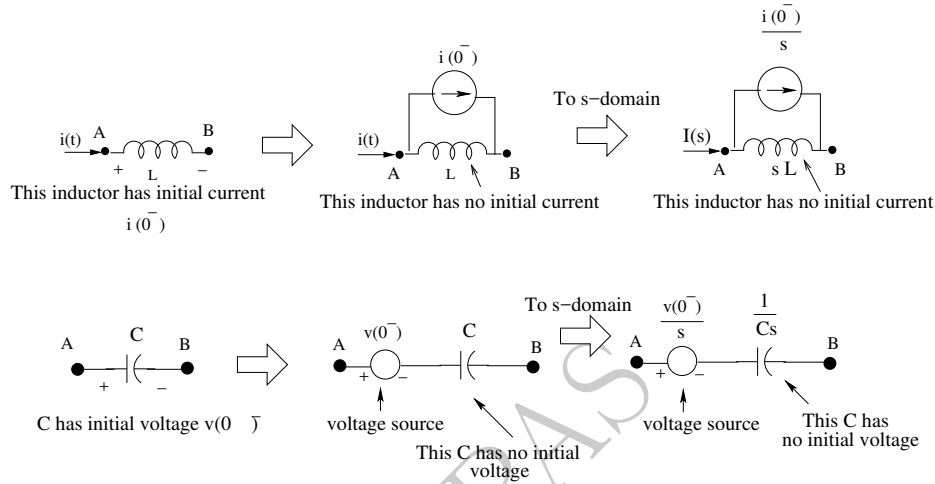 i(0⁻)
s
i(0⁻)
To s−domain
i(t) A B
+ L −
i(t) A L B
I(s) A s L B
This inductor has initial current
i(0⁻)
This inductor has no initial current
This inductor has no initial current
A C B
+ −
C has initial voltage v(0⁻)
v(0⁻) C
A + − B
voltage source
This C has no initial
voltage
To s−domain
v(0⁻)
s
1
Cs
A + − B
voltage source
This C has
no initial voltage
PAS